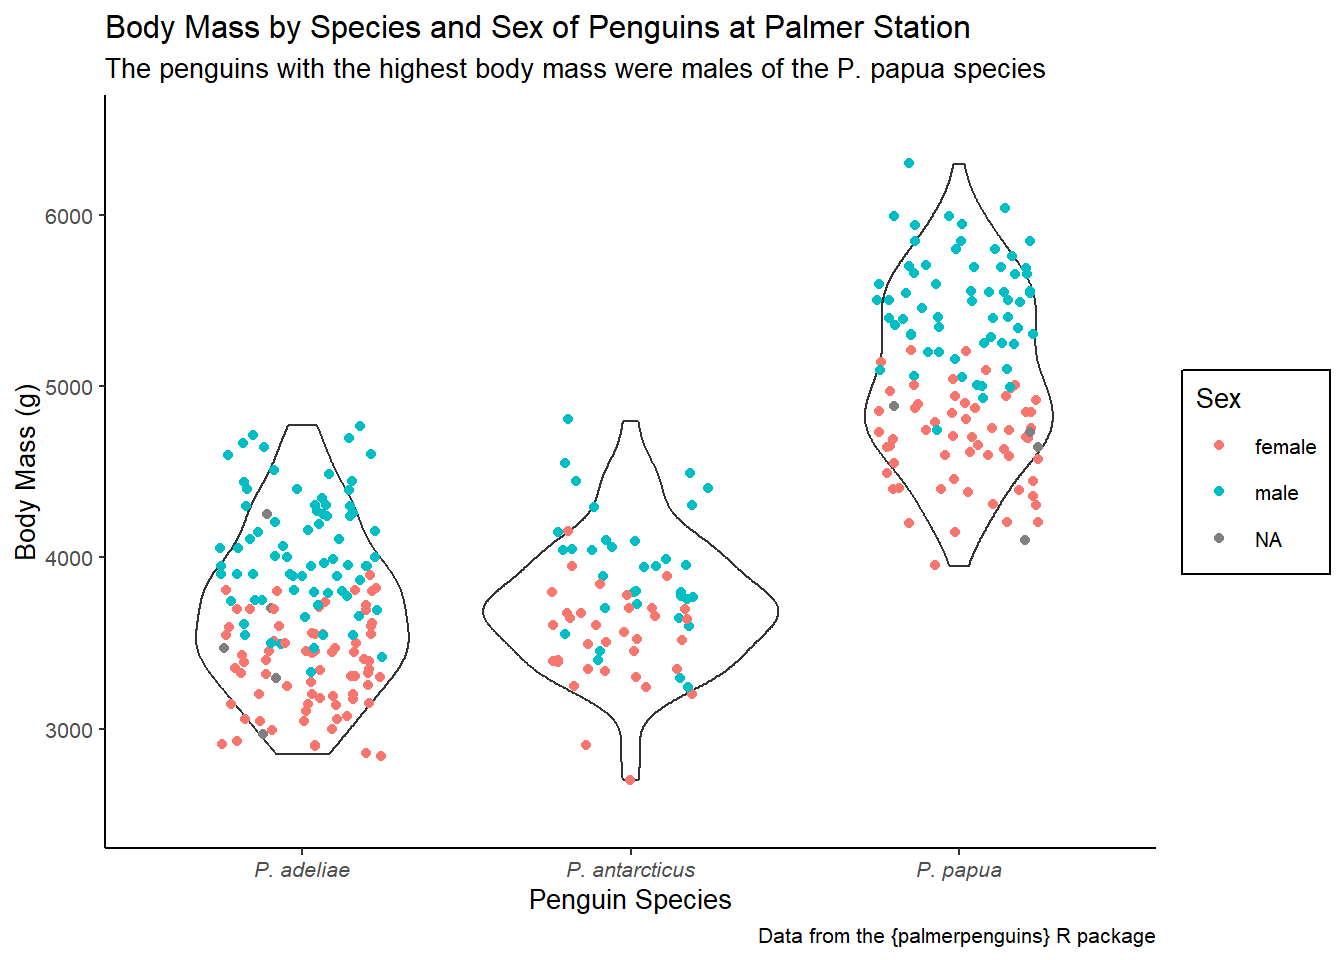 Body Mass by Species and Sex of Penguins at Palmer Station
The penguins with the highest body mass were males of the P. papua species
Body Mass (g)
6000
5000
4000
3000
P. adeliae
P. antarcticus
P. papua
Penguin Species
Sex
female
male
NA
Data from the {palmerpenguins} R package